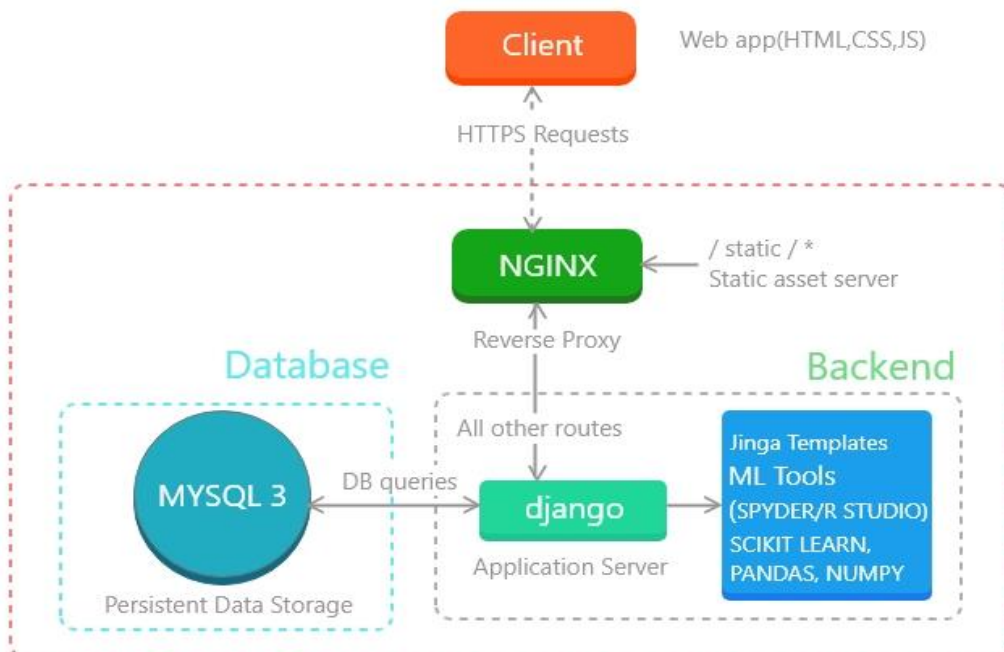 Client
Web app(HTML,CSS,JS)
HTTPS Requests
NGINX
/ static / *
Static asset server
Reverse Proxy
Database
Backend
All other routes
Jinga Templates
ML Tools
(SPYDER/R STUDIO)
SCIKIT LEARN,
PANDAS, NUMPY
MYSQL 3
DB queries
django
Application Server
Persistent Data Storage